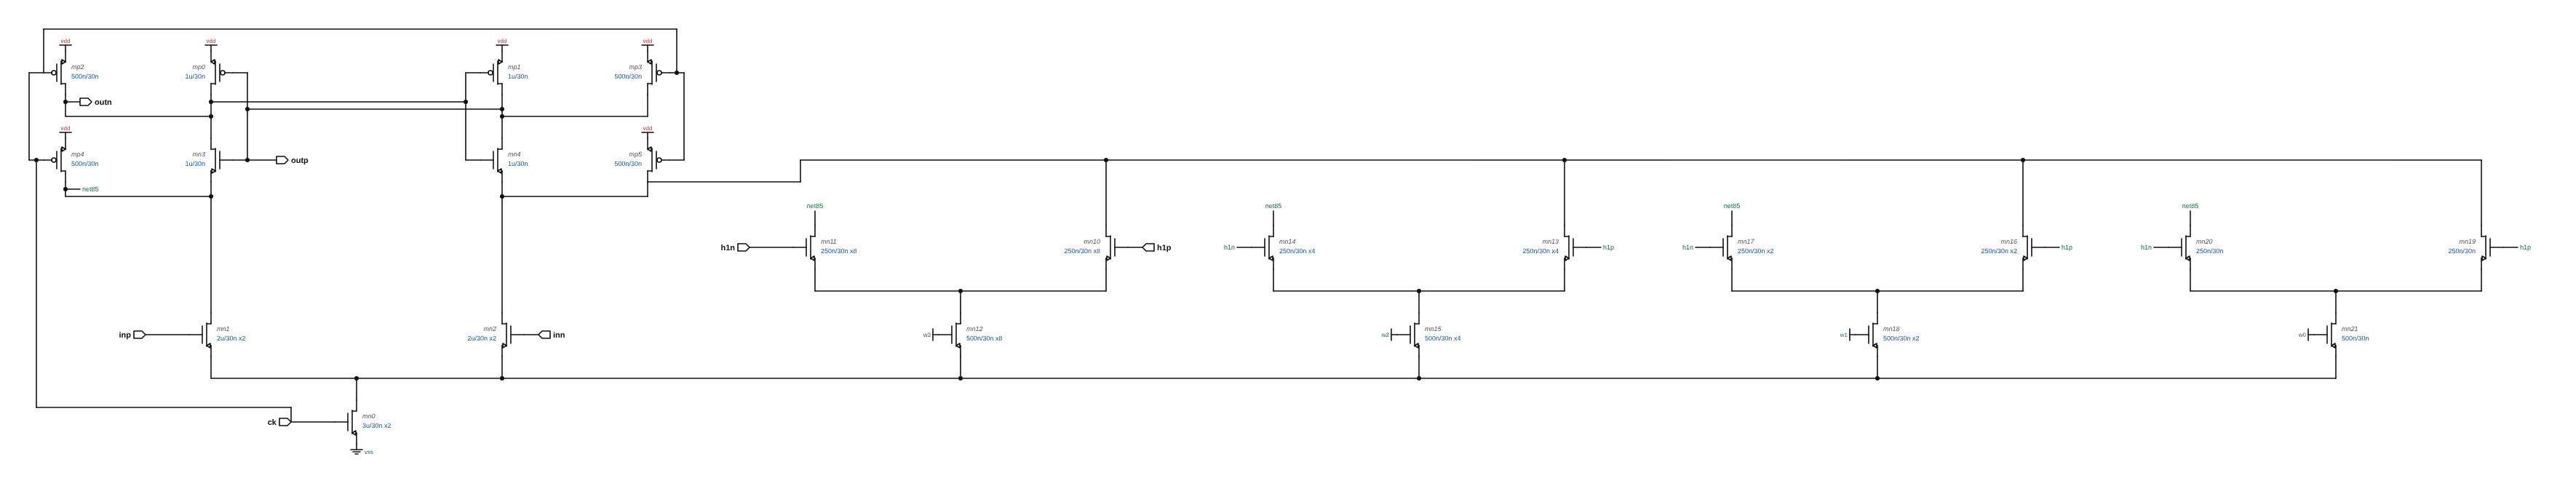 vdd
vdd
vdd
vdd
mp2
500n/30n
mp0
1u/30n
mp1
1u/30n
mp3
500n/30n
outn
vdd
vdd
mp4
500n/30n
mn3
1u/30n
outp
mn4
1u/30n
mp5
500n/30n
net85
net85
net85
net85
net85
h1n
mn11
250n/30n x8
mn10
250n/30n x8
h1p
h1n
mn14
250n/30n x4
mn13
250n/30n x4
h1p
h1n
mn17
250n/30n x2
mn16
250n/30n x2
h1p
h1n
mn20
250n/30n
mn19
250n/30n
h1p
inp
mn1
2u/30n x2
mn2
2u/30n x2
inn
w3
mn12
500n/30n x8
w2
mn15
500n/30n x4
w1
mn18
500n/30n x2
w0
mn21
500n/30n
ck
mn0
3u/30n x2
vss